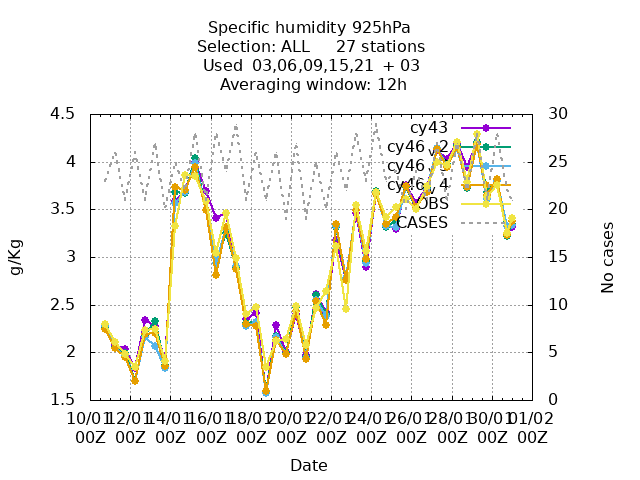 Specific humidity 925hPa
Selection: ALL 27 stations
Used 03,06,09,15,21 + 03
Averaging window: 12h
4.5
4
3.5
3
2.5
2
1.5
g/Kg
30
25
20
15
10
5
0
No cases
cy43
cy46_v2
cy46_v3
cy46_v4
OBS
CASES
10/01 12/01 14/01 16/01 18/01 20/01 22/01 24/01 26/01 28/01 30/01 01/02
00Z 00Z 00Z 00Z 00Z 00Z 00Z 00Z 00Z 00Z 00Z 00Z
Date